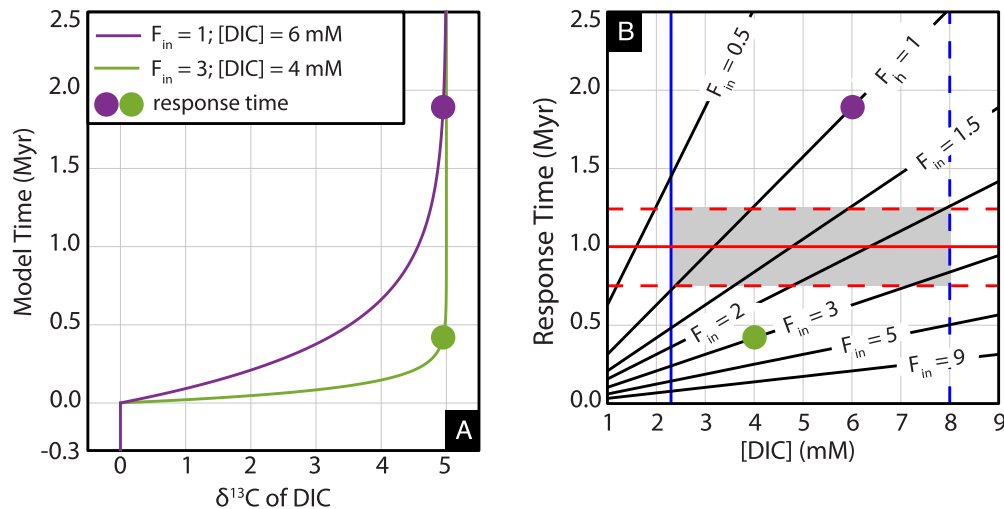 F_in = 1; [DIC] = 6 mM
F_in = 3; [DIC] = 4 mM
response time
Model Time (Myr)
2.5
2.0
1.5
1.0
0.5
0.0
-0.3
0 1 2 3 4 5
δ¹³C of DIC
A
B
Response Time (Myr)
2.5
2.0
1.5
1.0
0.5
0.0
F_in = 0.5
F_in = 1
F_in = 1.5
F_in = 2
F_in = 3
F_in = 5
F_in = 9
1 2 3 4 5 6 7 8 9
[DIC] (mM)